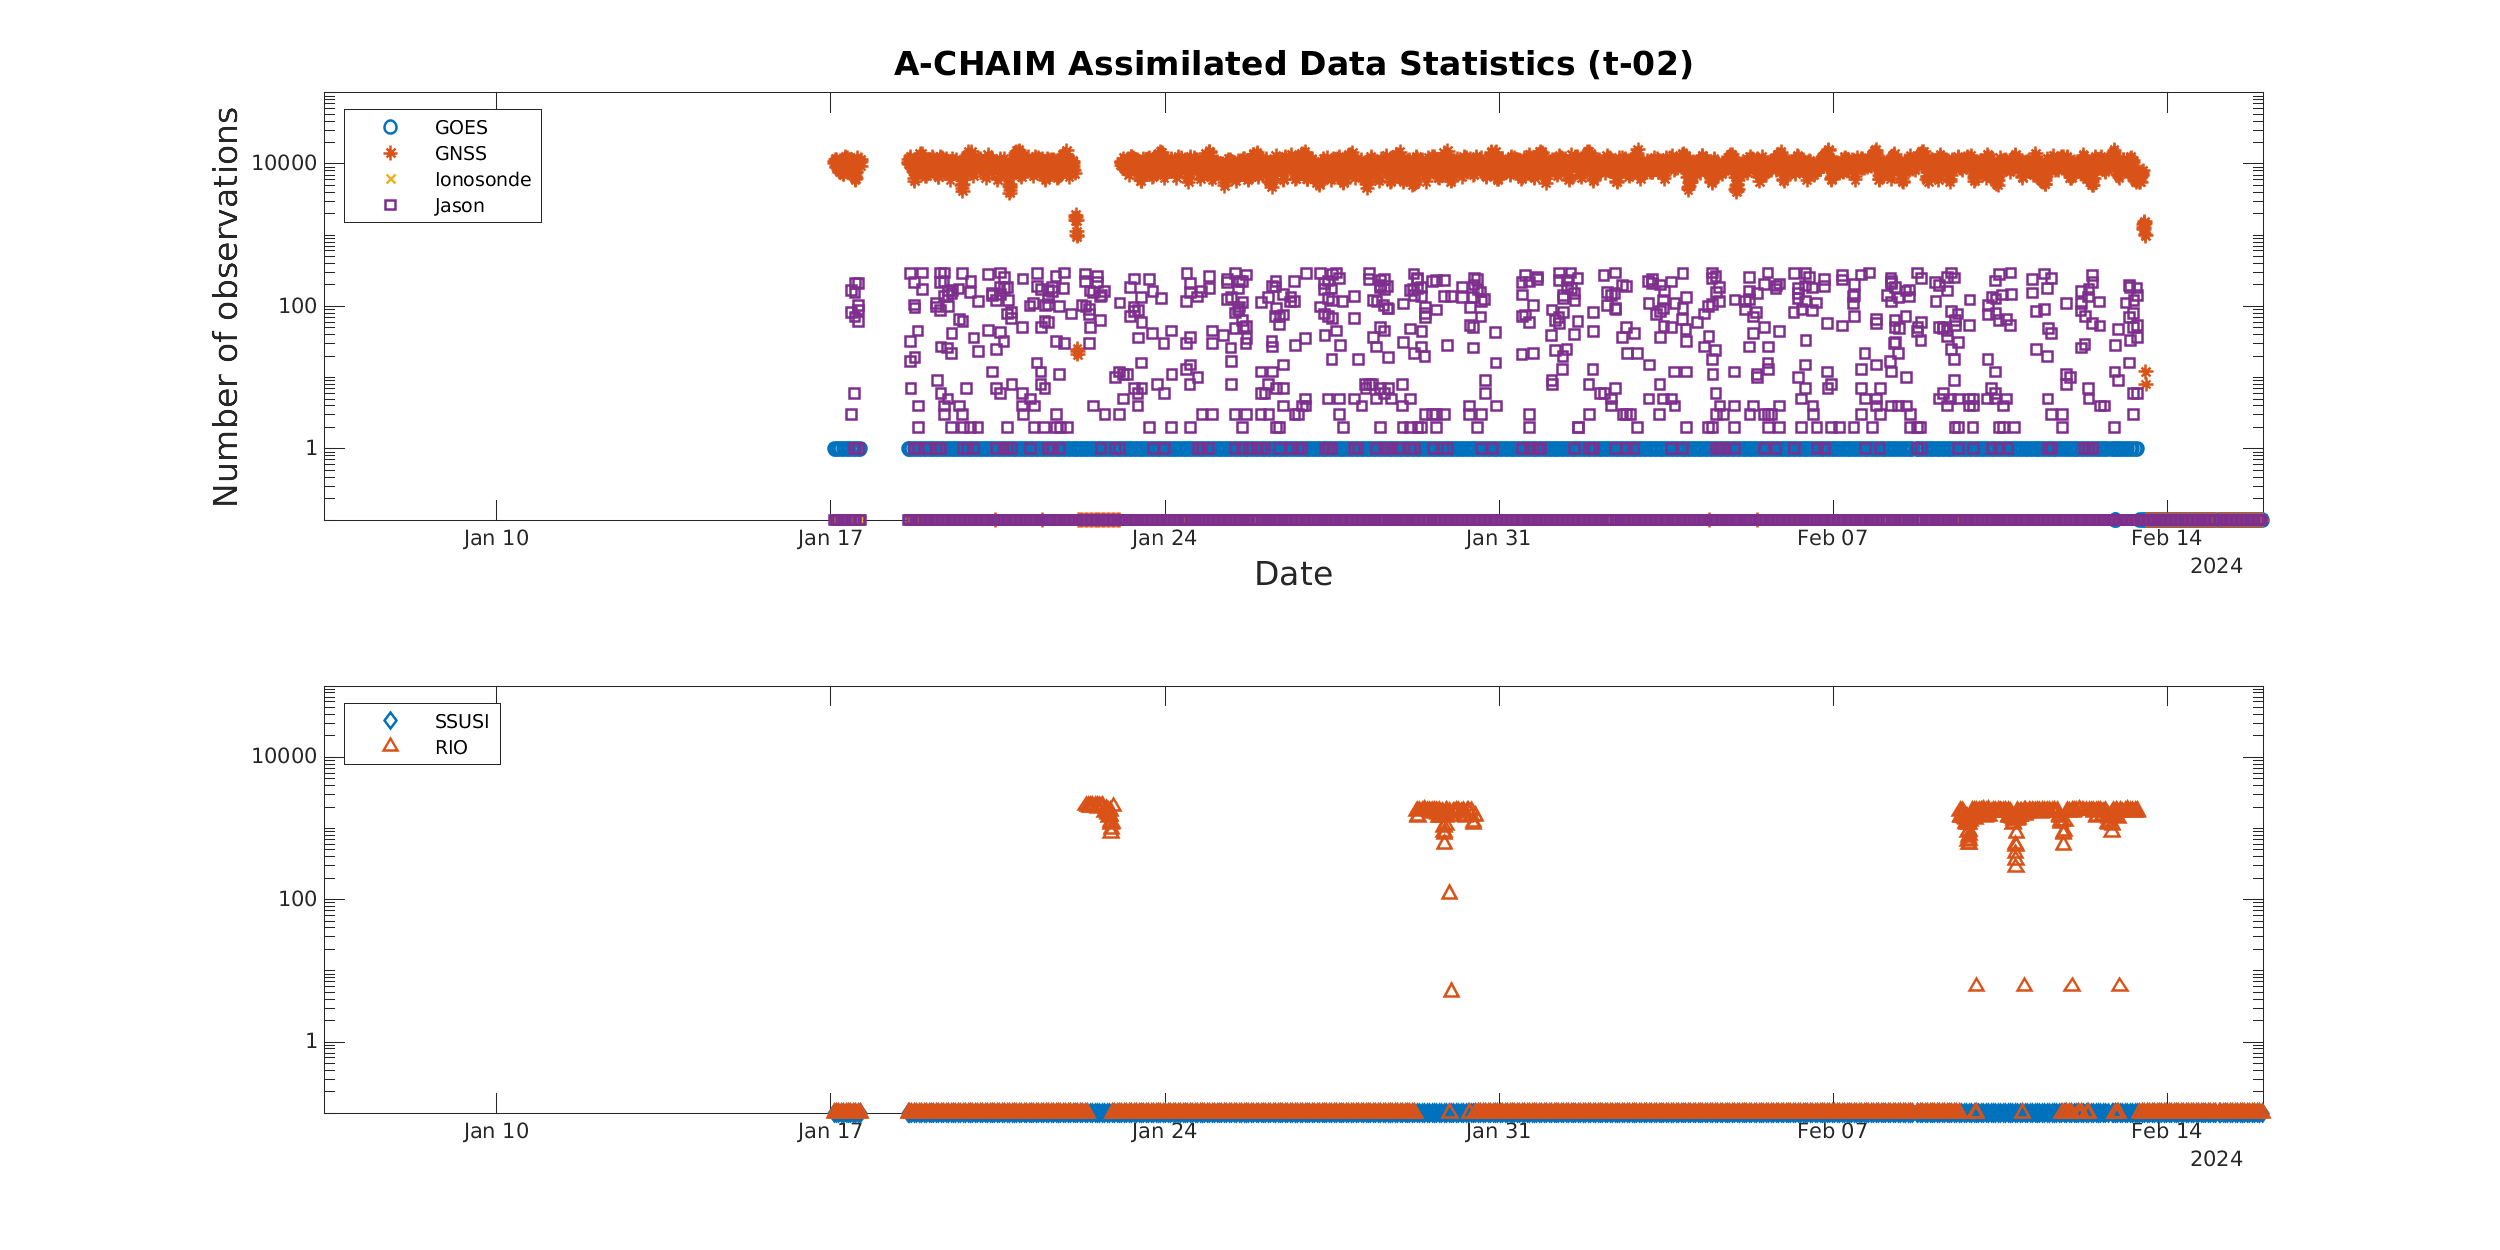 A-CHAIM Assimilated Data Statistics (t-02)
Number of observations
10000
100
1
GOES
GNSS
Ionosonde
Jason
Jan 10
Jan 17
Jan 24
Jan 31
Feb 07
Feb 14
2024
Date
10000
100
1
SSUSI
RIO
Jan 10
Jan 17
Jan 24
Jan 31
Feb 07
Feb 14
2024